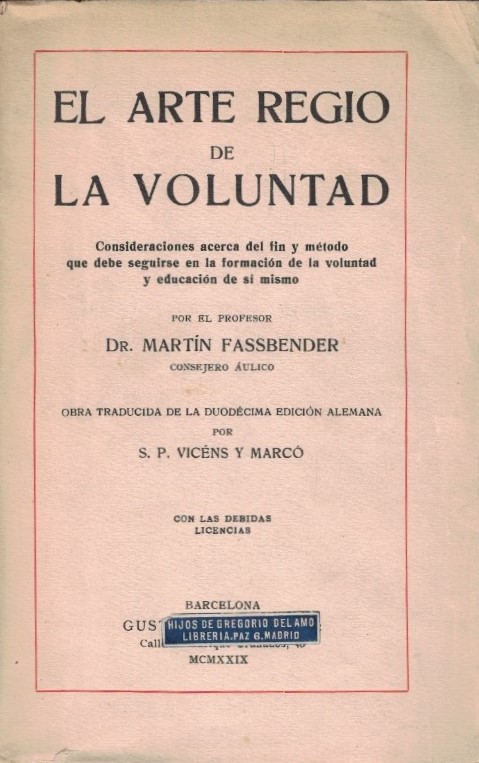 EL ARTE REGIO
DE
LA VOLUNTAD
Consideraciones acerca del fin y método
que debe seguirse en la formación de la voluntad
y educación de sí mismo
POR EL PROFESOR
DR. MARTÍN FASSBENDER
CONSEJERO ÁULICO
OBRA TRADUCIDA DE LA DUODÉCIMA EDICIÓN ALEMANA
POR
S. P. VICÉNS Y MARCÓ
CON LAS DEBIDAS
LICENCIAS
BARCELONA
HIJOS DE GREGORIO DEL AMO
LIBRERIA.PAZ 6.MADRID
MCMXXIX